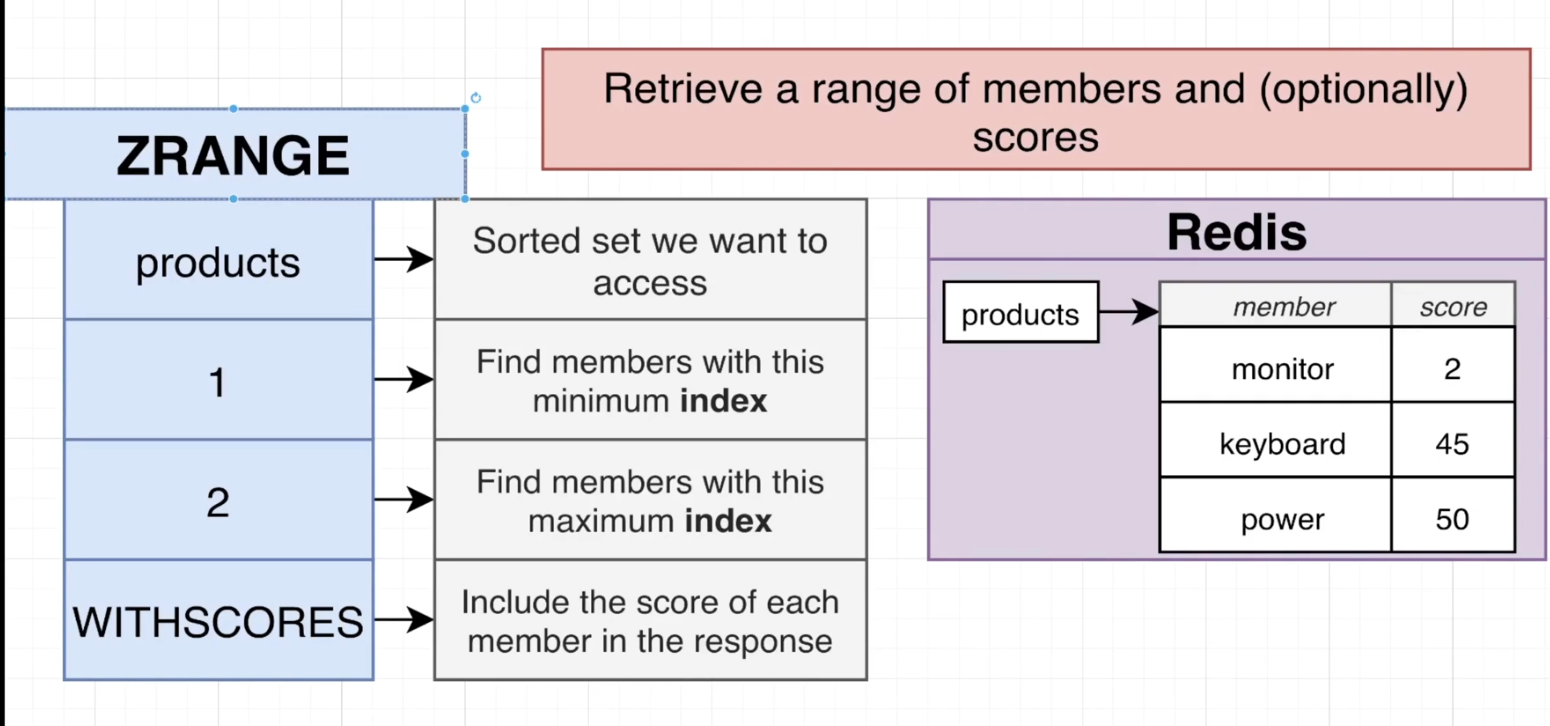 Retrieve a range of members and (optionally)
scores
ZRANGE
products
Sorted set we want to
access
1
Find members with this
minimum index
2
Find members with this
maximum index
WITHSCORES
Include the score of each
member in the response
Redis
products
member score
monitor 2
keyboard 45
power 50